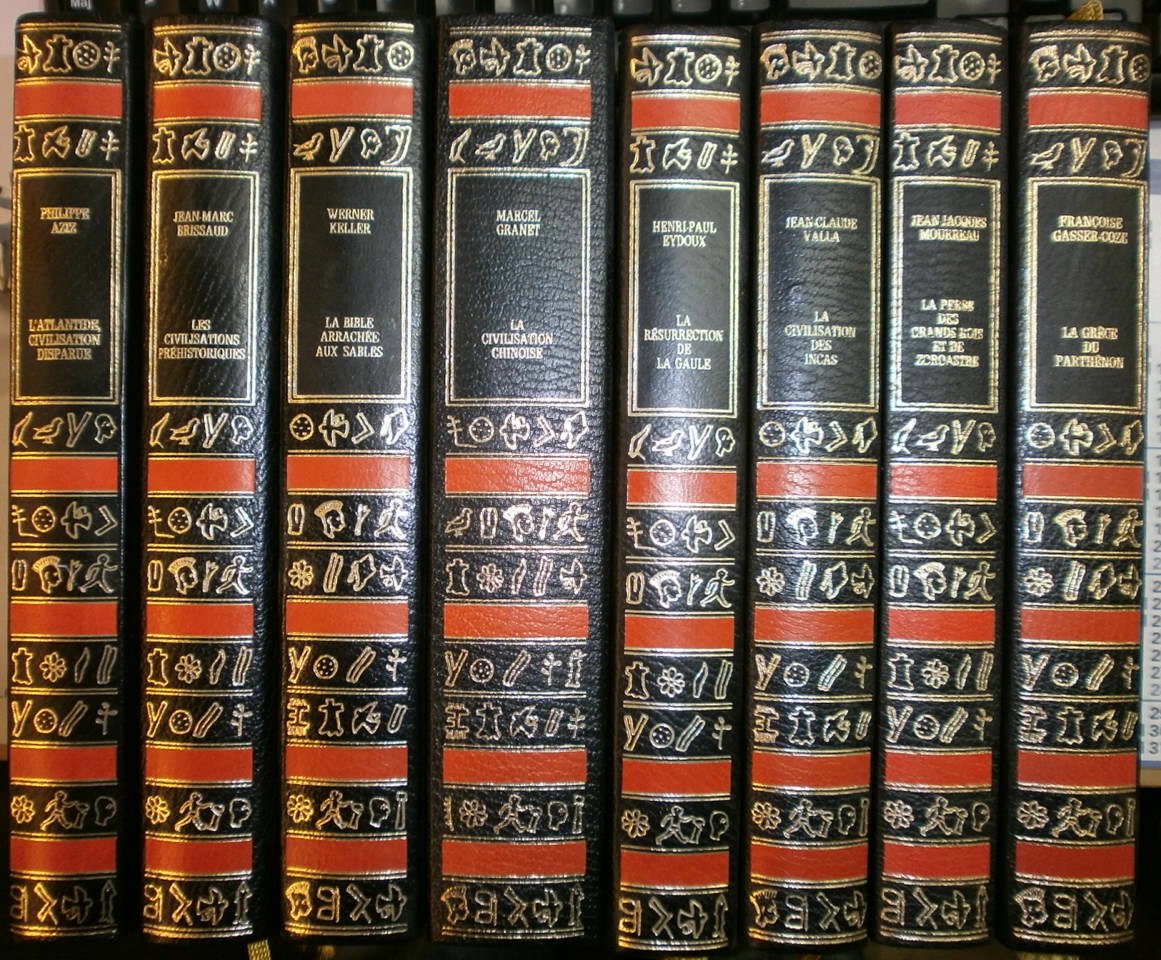 PHILIPPE
AZIZ
L'ATLANTIDE,
CIVILISATION
DISPARUE
JEAN-MARC
BRISSAUD
LES
CIVILISATIONS
PRÉHISTORIQUES
WERNER
KELLER
LA BIBLE
ARRACHÉE
AUX SABLES
MARCEL
GRANET
LA
CIVILISATION
CHINOISE
HENRI-PAUL
EYDOUX
LA
RÉSURRECTION
DE
LA GAULE
JEAN-CLAUDE
VALLA
LA
CIVILISATION
DES
INCAS
JEAN-JACQUES
MOURREAU
LA PERSE
DES
GRANDS ROIS
ET DE
ZOROASTRE
FRANÇOISE
GASSER-COZE
LA GRÈCE
DU
PARTHÉNON
Maj
W
X